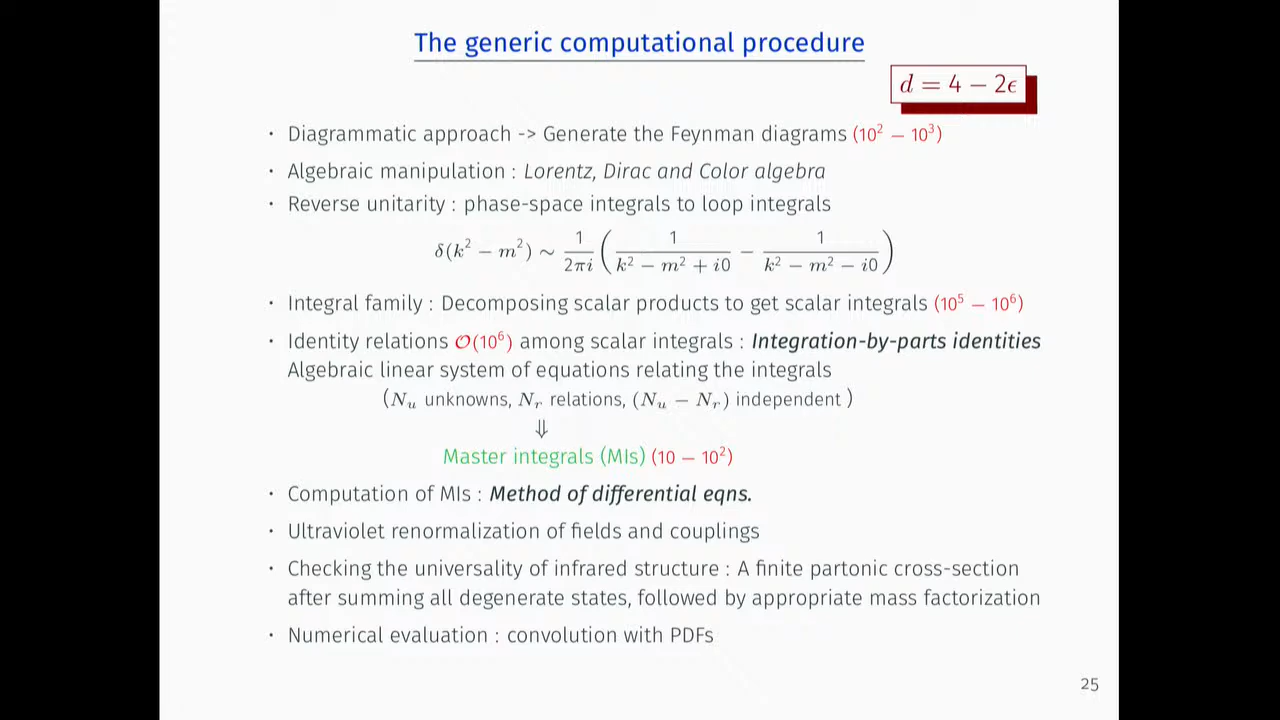 The generic computational procedure
d = 4 − 2ϵ
· Diagrammatic approach -> Generate the Feynman diagrams (10² − 10³)
· Algebraic manipulation : Lorentz, Dirac and Color algebra
· Reverse unitarity : phase-space integrals to loop integrals
δ(k² − m²) ∼ 1/2πi ( 1/k² − m² + i0 − 1/k² − m² − i0 )
· Integral family : Decomposing scalar products to get scalar integrals (10⁵ − 10⁶)
· Identity relations 𝒪(10⁶) among scalar integrals : Integration-by-parts identities
Algebraic linear system of equations relating the integrals
(Nᵤ unknowns, Nᵣ relations, (Nᵤ − Nᵣ) independent )
⇓
Master integrals (MIs) (10 − 10²)
· Computation of MIs : Method of differential eqns.
· Ultraviolet renormalization of fields and couplings
· Checking the universality of infrared structure : A finite partonic cross-section
after summing all degenerate states, followed by appropriate mass factorization
· Numerical evaluation : convolution with PDFs
25